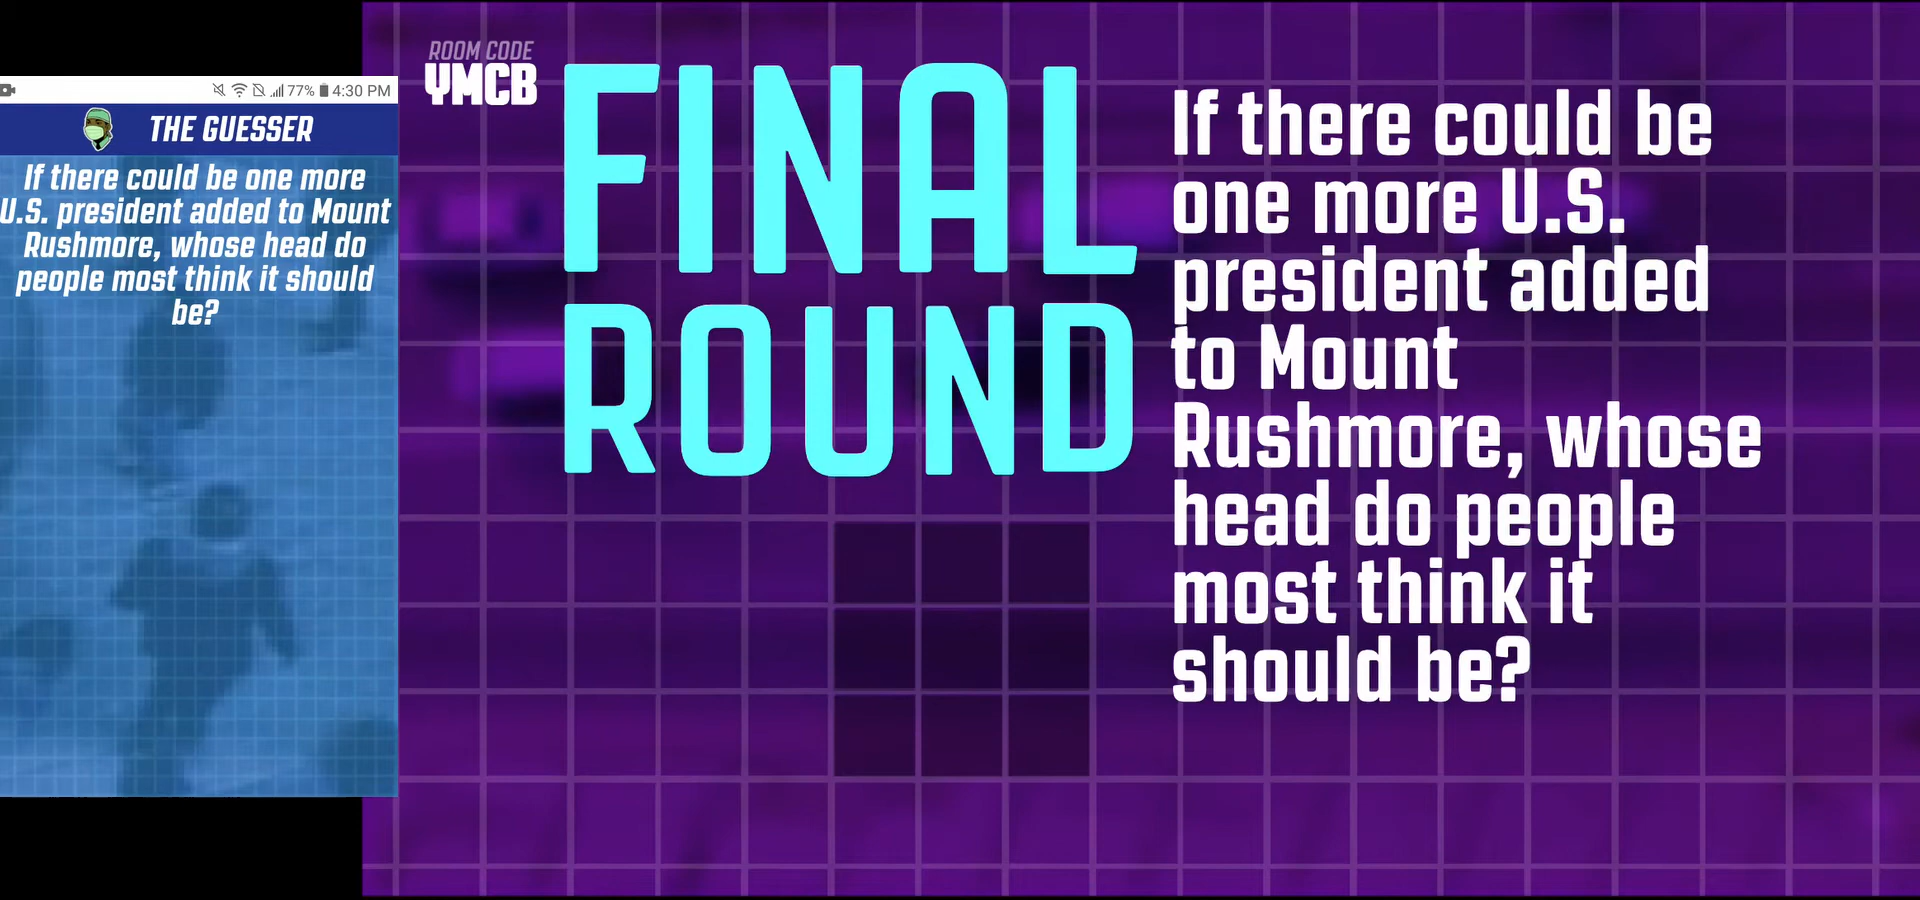 77% 4:30 PM
THE GUESSER
If there could be one more
U.S. president added to Mount
Rushmore, whose head do
people most think it should
be?
ROOM CODE
YMCB
FINAL
ROUND
If there could be
one more U.S.
president added
to Mount
Rushmore, whose
head do people
most think it
should be?